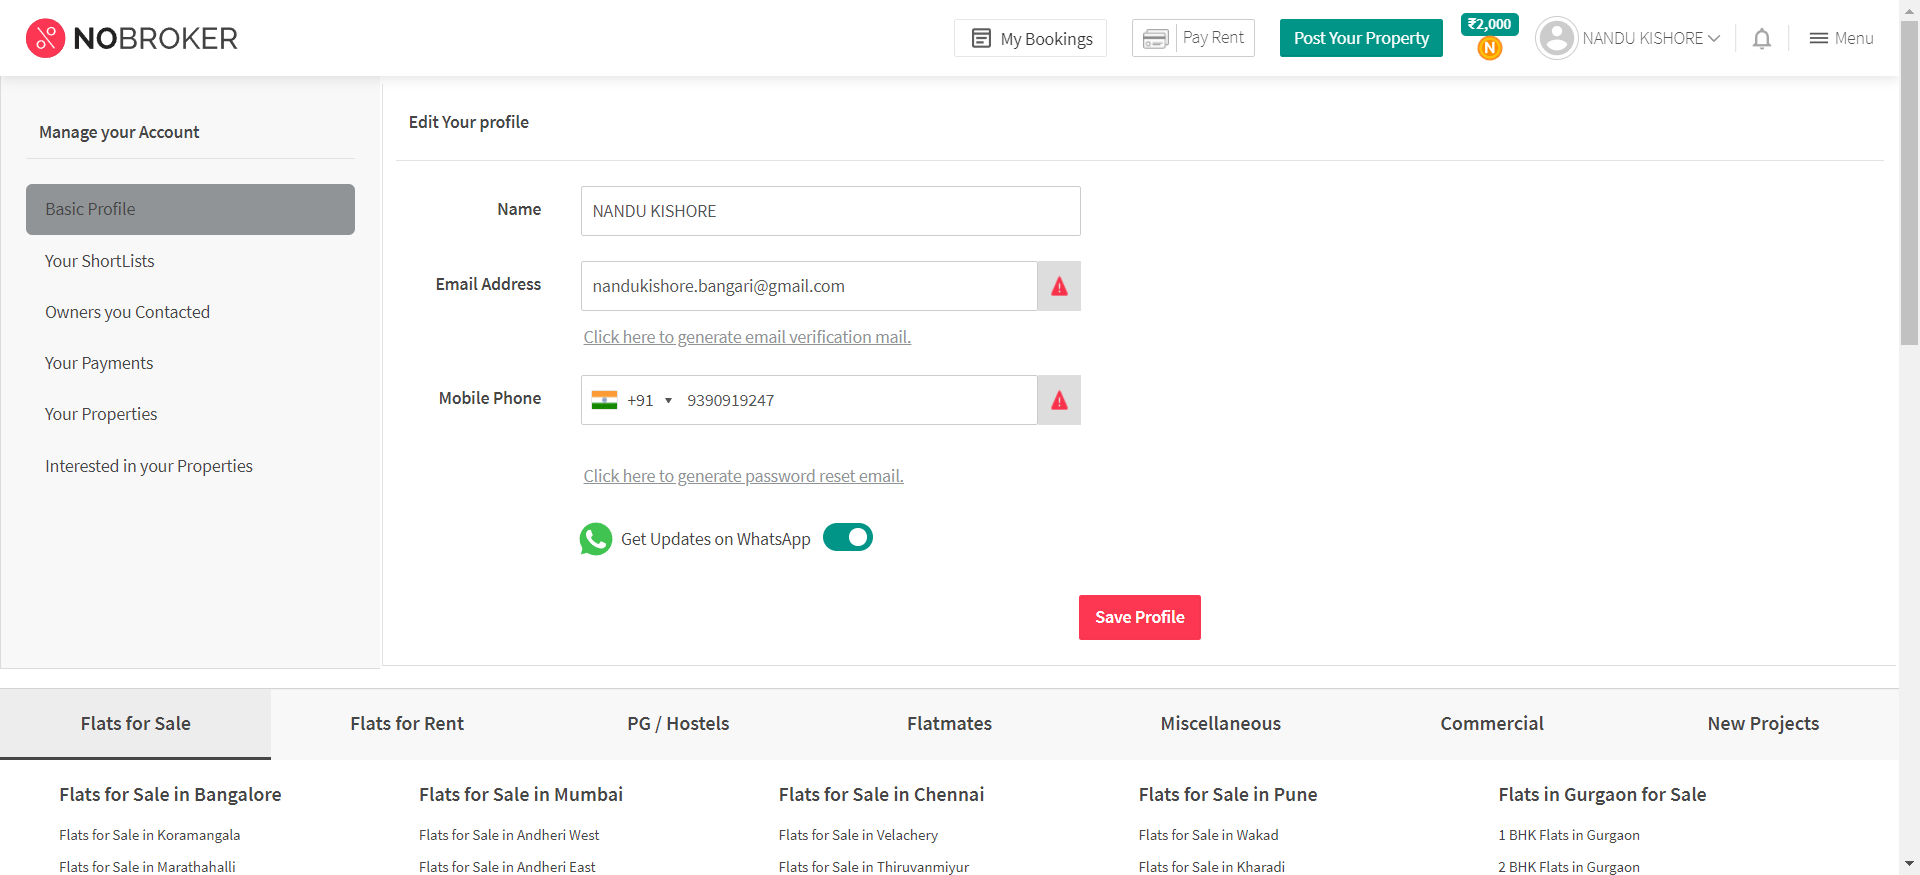 NOBROKER
My Bookings
Pay Rent
Post Your Property
₹2,000
N
NANDU KISHORE
Menu
Manage your Account
Basic Profile
Your ShortLists
Owners you Contacted
Your Payments
Your Properties
Interested in your Properties
Edit Your profile
Name
NANDU KISHORE
Email Address
nandukishore.bangari@gmail.com
Click here to generate email verification mail.
Mobile Phone
+91 9390919247
Click here to generate password reset email.
Get Updates on WhatsApp
Save Profile
Flats for Sale
Flats for Rent
PG / Hostels
Flatmates
Miscellaneous
Commercial
New Projects
Flats for Sale in Bangalore
Flats for Sale in Koramangala
Flats for Sale in Marathahalli
Flats for Sale in Mumbai
Flats for Sale in Andheri West
Flats for Sale in Andheri East
Flats for Sale in Chennai
Flats for Sale in Velachery
Flats for Sale in Thiruvanmiyur
Flats for Sale in Pune
Flats for Sale in Wakad
Flats for Sale in Kharadi
Flats in Gurgaon for Sale
1 BHK Flats in Gurgaon
2 BHK Flats in Gurgaon